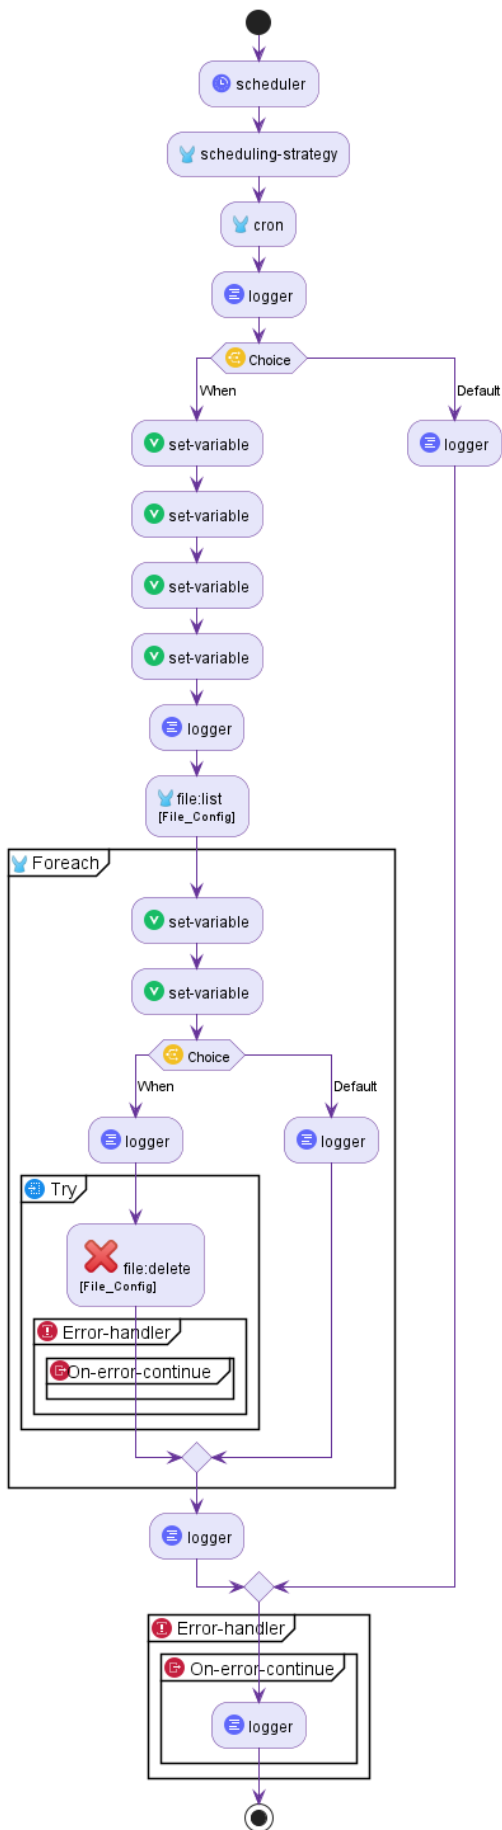 scheduler
scheduling-strategy
cron
logger
Choice
When
Default
set-variable
logger
set-variable
set-variable
set-variable
logger
file:list
[File_Config]
Foreach
set-variable
set-variable
Choice
When
Default
logger
logger
Try
file:delete
[File_Config]
Error-handler
On-error-continue
logger
Error-handler
On-error-continue
logger